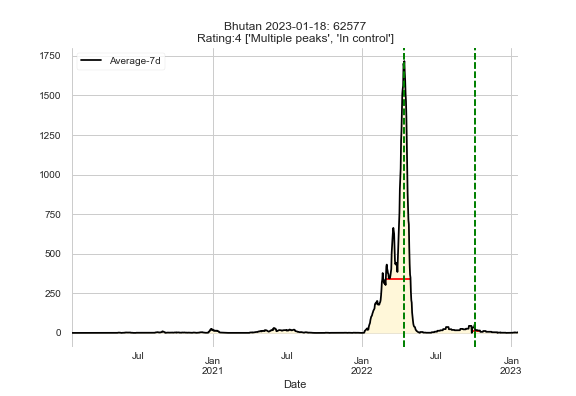 Bhutan 2023-01-18: 62577
Rating:4 ['Multiple peaks', 'In control']
Average-7d
1750
1500
1250
1000
750
500
250
0
Jul
Jan
2021
Jul
Jan
2022
Jul
Jan
2023
Date